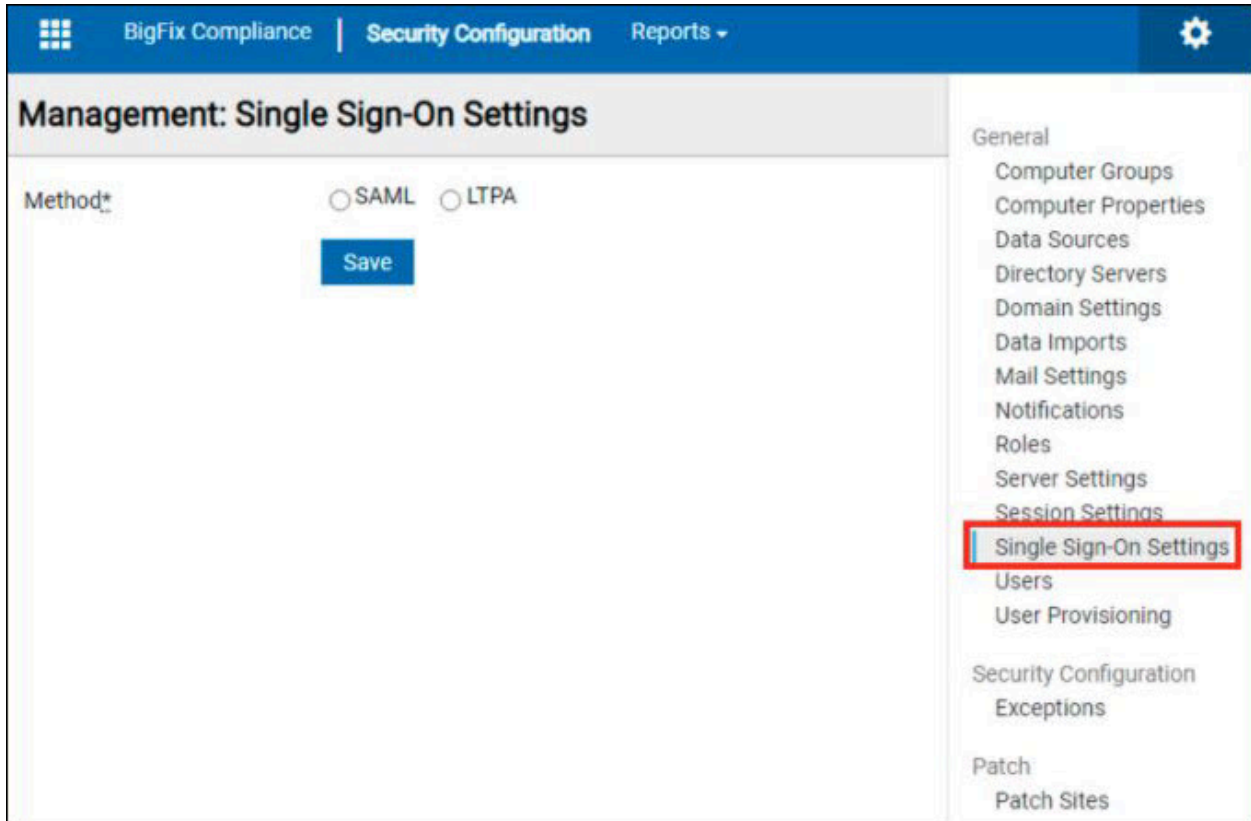 BigFix Compliance | Security Configuration Reports
Management: Single Sign-On Settings
Method* SAML LTPA
Save
General
Computer Groups
Computer Properties
Data Sources
Directory Servers
Domain Settings
Data Imports
Mail Settings
Notifications
Roles
Server Settings
Session Settings
Single Sign-On Settings
Users
User Provisioning
Security Configuration
Exceptions
Patch
Patch Sites